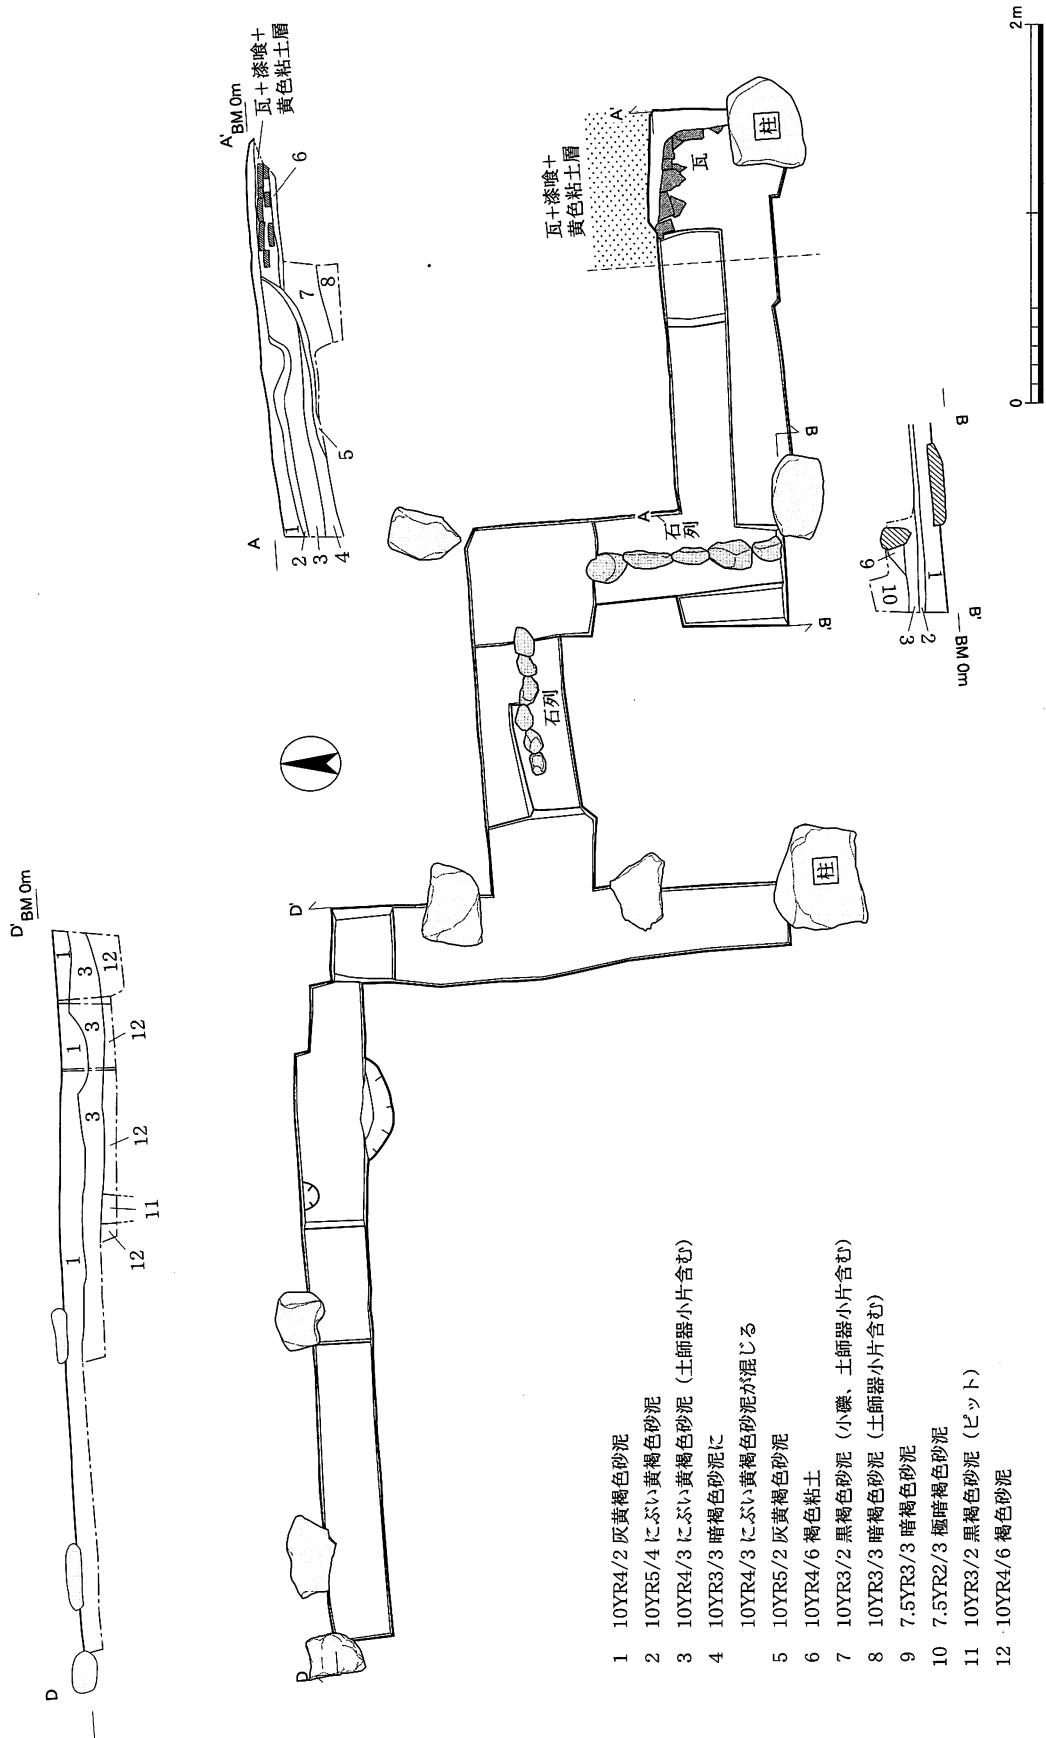 D
D'
BM 0m
1
3
12
1
3
12
3
12
11
1
12
A
A'
BM 0m
瓦+漆喰+
黄色粘土層
6
7
8
5
1
2
3
4
D
D'
柱
石列
石列
A
A'
B
B'
瓦+漆喰+
黄色粘土層
瓦
柱
B'
BM 0m
B
9
10
1
3
2
0
2m
1 10YR4/2 灰黄褐色砂泥
2 10YR5/4 にぶい黄褐色砂泥
3 10YR4/3 にぶい黄褐色砂泥(土師器小片含む)
4 10YR3/3 暗褐色砂泥に
10YR4/3 にぶい黄褐色砂泥が混じる
5 10YR5/2 灰黄褐色砂泥
6 10YR4/6 褐色粘土
7 10YR3/2 黒褐色砂泥(小礫、土師器小片含む)
8 10YR3/3 暗褐色砂泥(土師器小片含む)
9 7.5YR3/3 暗褐色砂泥
10 7.5YR2/3 極暗褐色砂泥
11 10YR3/2 黒褐色砂泥(ピット)
12 10YR4/6 褐色砂泥